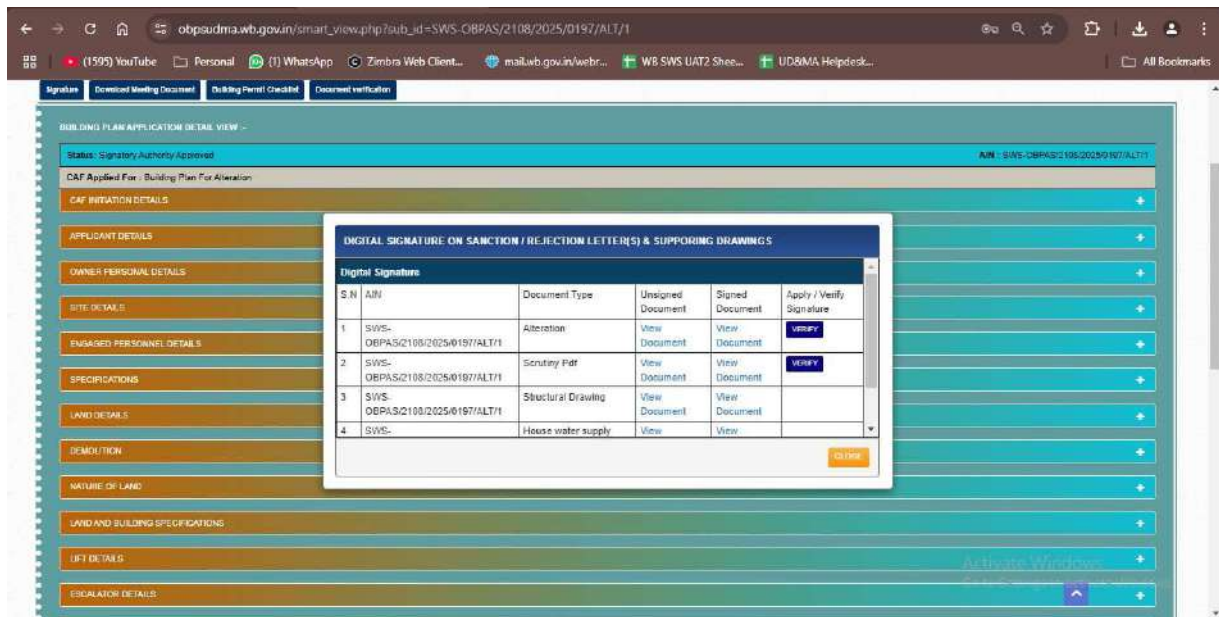 obpsudma.wb.gov.in/smart_view.php?sub_id=SWS-OBPAS/2108/2025/0197/ALT/1
(1595) YouTube Personal (1) WhatsApp Zimbra Web Client... mail.wb.gov.in/webr... WB SWS UAT2 Shee... UD&MA Helpdesk... All Bookmarks
Signature Download Meeting Document Building Permit Checklist Document verification
BUILDING PLAN APPLICATION DETAIL VIEW :-
Status : Signatory Authority Approved AIN : SWS-OBPAS/2108/2025/0197/ALT/1
CAF Applied For : Building Plan For Alteration
CAF INITIATION DETAILS +
APPLICANT DETAILS +
OWNER PERSONAL DETAILS +
SITE DETAILS +
ENGAGED PERSONNEL DETAILS +
SPECIFICATIONS +
LAND DETAILS +
DEMOLITION +
NATURE OF LAND +
LAND AND BUILDING SPECIFICATIONS +
LIFT DETAILS +
ESCALATOR DETAILS +
DIGITAL SIGNATURE ON SANCTION / REJECTION LETTER(S) & SUPPORING DRAWINGS
Digital Signature
S.N AIN Document Type Unsigned Signed Apply / Verify
Document Document Signature
1 SWS- Alteration View View VERIFY
OBPAS/2108/2025/0197/ALT/1 Document Document
2 SWS- Scrutiny Pdf View View VERIFY
OBPAS/2108/2025/0197/ALT/1 Document Document
3 SWS- Structural Drawing View View
OBPAS/2108/2025/0197/ALT/1 Document Document
4 SWS- House water supply View View
CLOSE
Activate Windows